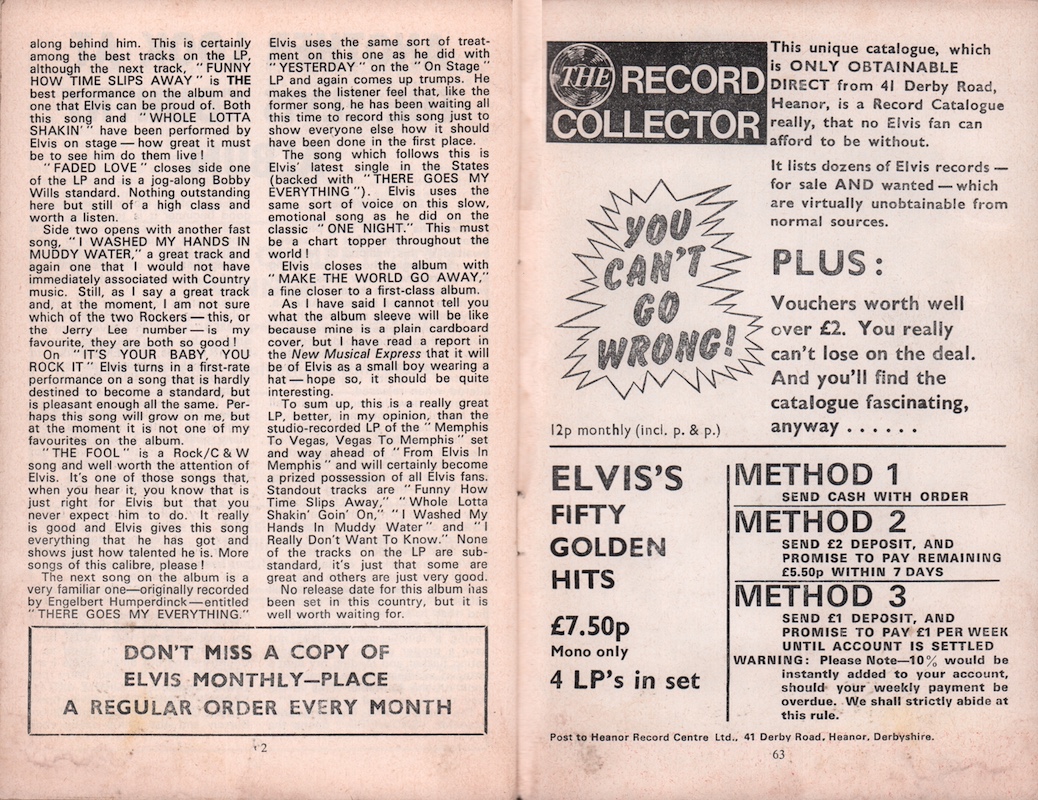 along behind him. This is certainly
among the best tracks on the LP,
although the next track, "FUNNY
HOW TIME SLIPS AWAY" is THE
best performance on the album and
one that Elvis can be proud of. Both
this song and "WHOLE LOTTA
SHAKIN'" have been performed by
Elvis on stage — how great it must
be to see him do them live!
"FADED LOVE" closes side one
of the LP and is a jog-along Bobby
Wills standard. Nothing outstanding
here but still of a high class and
worth a listen.
Side two opens with another fast
song, "I WASHED MY HANDS IN
MUDDY WATER," a great track and
again one that I would not have
immediately associated with Country
music. Still, as I say a great track
and, at the moment, I am not sure
which of the two Rockers — this, or
the Jerry Lee number — is my
favourite, they are both so good!
On "IT'S YOUR BABY, YOU
ROCK IT" Elvis turns in a first-rate
performance on a song that is hardly
destined to become a standard, but
is pleasant enough all the same. Per-
haps this song will grow on me, but
at the moment it is not one of my
favourites on the album.
"THE FOOL" is a Rock/C & W
song and well worth the attention of
Elvis. It's one of those songs that,
when you hear it, you know that is
just right for Elvis but that you
never expect him to do. It really
is good and Elvis gives this song
everything that he has got and
shows just how talented he is. More
songs of this calibre, please!
The next song on the album is a
very familiar one—originally recorded
by Engelbert Humperdinck—entitled
"THERE GOES MY EVERYTHING."
Elvis uses the same sort of treat-
ment on this one as he did with
"YESTERDAY" on the "On Stage"
LP and again comes up trumps. He
makes the listener feel that, like the
former song, he has been waiting all
this time to record this song just to
show everyone else how it should
have been done in the first place.
The song which follows this is
Elvis' latest single in the States
(backed with "THERE GOES MY
EVERYTHING"). Elvis uses the
same sort of voice on this slow,
emotional song as he did on the
classic "ONE NIGHT." This must
be a chart topper throughout the
world!
Elvis closes the album with
"MAKE THE WORLD GO AWAY,"
a fine closer to a first-class album.
As I have said I cannot tell you
what the album sleeve will be like
because mine is a plain cardboard
cover, but I have read a report in
the New Musical Express that it will
be of Elvis as a small boy wearing a
hat — hope so, it should be quite
interesting.
To sum up, this is a really great
LP, better, in my opinion, than the
studio-recorded LP of the "Memphis
To Vegas, Vegas To Memphis" set
and way ahead of "From Elvis In
Memphis" and will certainly become
a prized possession of all Elvis fans.
Standout tracks are "Funny How
Time Slips Away," "Whole Lotta
Shakin' Goin' On," "I Washed My
Hands In Muddy Water" and "I
Really Don't Want To Know." None
of the tracks on the LP are sub-
standard, it's just that some are
great and others are just very good.
No release date for this album has
been set in this country, but it is
well worth waiting for.
DON'T MISS A COPY OF
ELVIS MONTHLY—PLACE
A REGULAR ORDER EVERY MONTH
2
THE RECORD
COLLECTOR
This unique catalogue, which
is ONLY OBTAINABLE
DIRECT from 41 Derby Road,
Heanor, is a Record Catalogue
really, that no Elvis fan can
afford to be without.
It lists dozens of Elvis records —
for sale AND wanted — which
are virtually unobtainable from
normal sources.
YOU
CAN'T
GO
WRONG!
PLUS:
Vouchers worth well
over £2. You really
can't lose on the deal.
And you'll find the
catalogue fascinating,
anyway . . . . . .
12p monthly (incl. p. & p.)
ELVIS'S
FIFTY
GOLDEN
HITS
£7.50p
Mono only
4 LP's in set
METHOD 1
SEND CASH WITH ORDER
METHOD 2
SEND £2 DEPOSIT, AND
PROMISE TO PAY REMAINING
£5.50p WITHIN 7 DAYS
METHOD 3
SEND £1 DEPOSIT, AND
PROMISE TO PAY £1 PER WEEK
UNTIL ACCOUNT IS SETTLED
WARNING: Please Note—10% would be
instantly added to your account,
should your weekly payment be
overdue. We shall strictly abide at
this rule.
Post to Heanor Record Centre Ltd., 41 Derby Road, Heanor, Derbyshire.
63